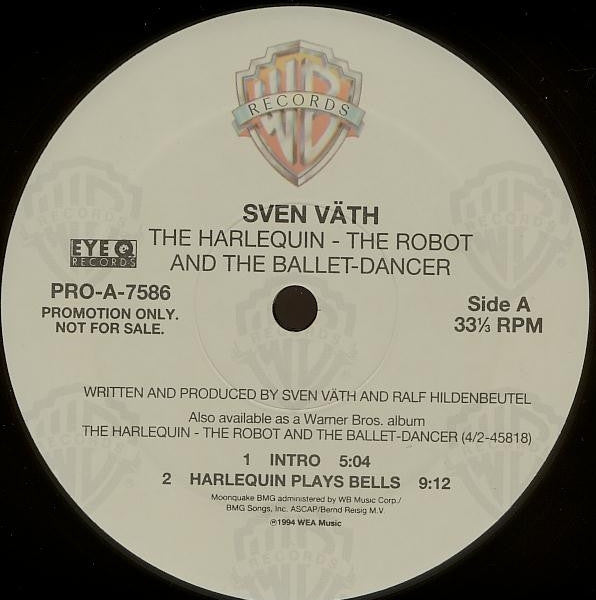 WB
RECORDS
SVEN VÄTH
THE HARLEQUIN - THE ROBOT
AND THE BALLET-DANCER
EYE Q
RECORDS
PRO-A-7586
PROMOTION ONLY.
NOT FOR SALE.
Side A
33⅓ RPM
WRITTEN AND PRODUCED BY SVEN VÄTH AND RALF HILDENBEUTEL
Also available as a Warner Bros. album
THE HARLEQUIN - THE ROBOT AND THE BALLET-DANCER (4/2-45818)
1 INTRO 5:04
2 HARLEQUIN PLAYS BELLS 9:12
Moonquake BMG administered by WB Music Corp./
BMG Songs, Inc. ASCAP/Bernd Reisig M.V.
℗1994 WEA Music